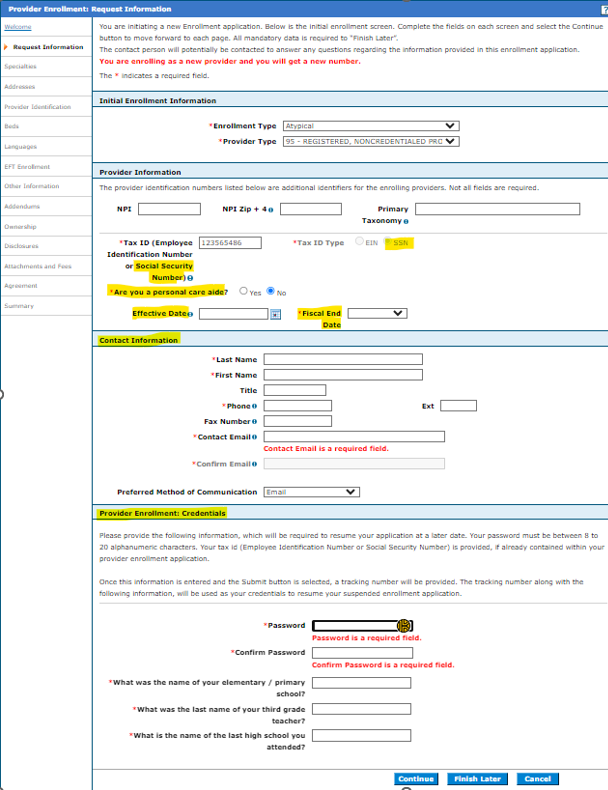 Provider Enrollment: Request Information
?
Welcome
Request Information
Specialties
Addresses
Provider Identification
Beds
Languages
EFT Enrollment
Other Information
Addendums
Ownership
Disclosures
Attachments and Fees
Agreement
Summary
You are initiating a new Enrollment application. Below is the initial enrollment screen. Complete the fields on each screen and select the Continue
button to move forward to each page. All mandatory data is required to "Finish Later".
The contact person will potentially be contacted to answer any questions regarding the information provided in this enrollment application.
You are enrolling as a new provider and you will get a new number.
The * indicates a required field.
Initial Enrollment Information
*Enrollment Type Atypical
*Provider Type 95 - REGISTERED, NONCREDENTIALED PRC
Provider Information
The provider identification numbers listed below are additional identifiers for the enrolling providers. Not all fields are required.
NPI NPI Zip + 4 Primary
Taxonomy
*Tax ID (Employee 123565486 *Tax ID Type EIN SSN
Identification Number
or Social Security
Number)
*Are you a personal care aide? Yes No
Effective Date *Fiscal End
Date
Contact Information
*Last Name
*First Name
Title
*Phone Ext
Fax Number
*Contact Email
Contact Email is a required field.
*Confirm Email
Preferred Method of Communication Email
Provider Enrollment: Credentials
Please provide the following information, which will be required to resume your application at a later date. Your password must be between 8 to
20 alphanumeric characters. Your tax id (Employee Identification Number or Social Security Number) is provided, if already contained within your
provider enrollment application.
Once this information is entered and the Submit button is selected, a tracking number will be provided. The tracking number along with the
following information, will be used as your credentials to resume your suspended enrollment application.
*Password
Password is a required field.
*Confirm Password
Confirm Password is a required field.
*What was the name of your elementary / primary
school?
*What was the last name of your third grade
teacher?
*What is the name of the last high school you
attended?
Continue Finish Later Cancel